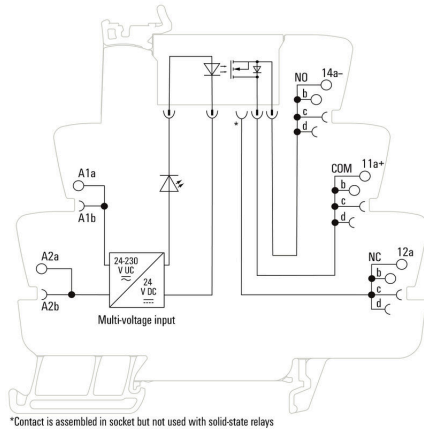 NO
14a–
b
c
d
*
COM
11a+
b
c
d
A1a
A1b
NC
12a
b
c
d
A2a
A2b
24-230
V UC
24
V DC
Multi-voltage input
*Contact is assembled in socket but not used with solid-state relays